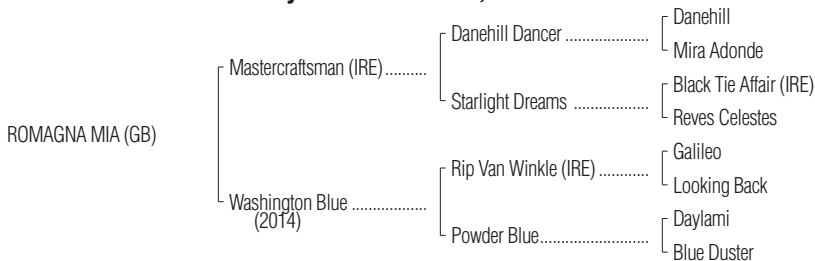 Danehill
Danehill Dancer ....................
Mira Adonde
Mastercraftsman (IRE) ..........
Black Tie Affair (IRE)
Starlight Dreams ..................
Reves Celestes
ROMAGNA MIA (GB)
Galileo
Rip Van Winkle (IRE) ............
Looking Back
Washington Blue ..................
(2014)
Daylami
Powder Blue..........................
Blue Duster